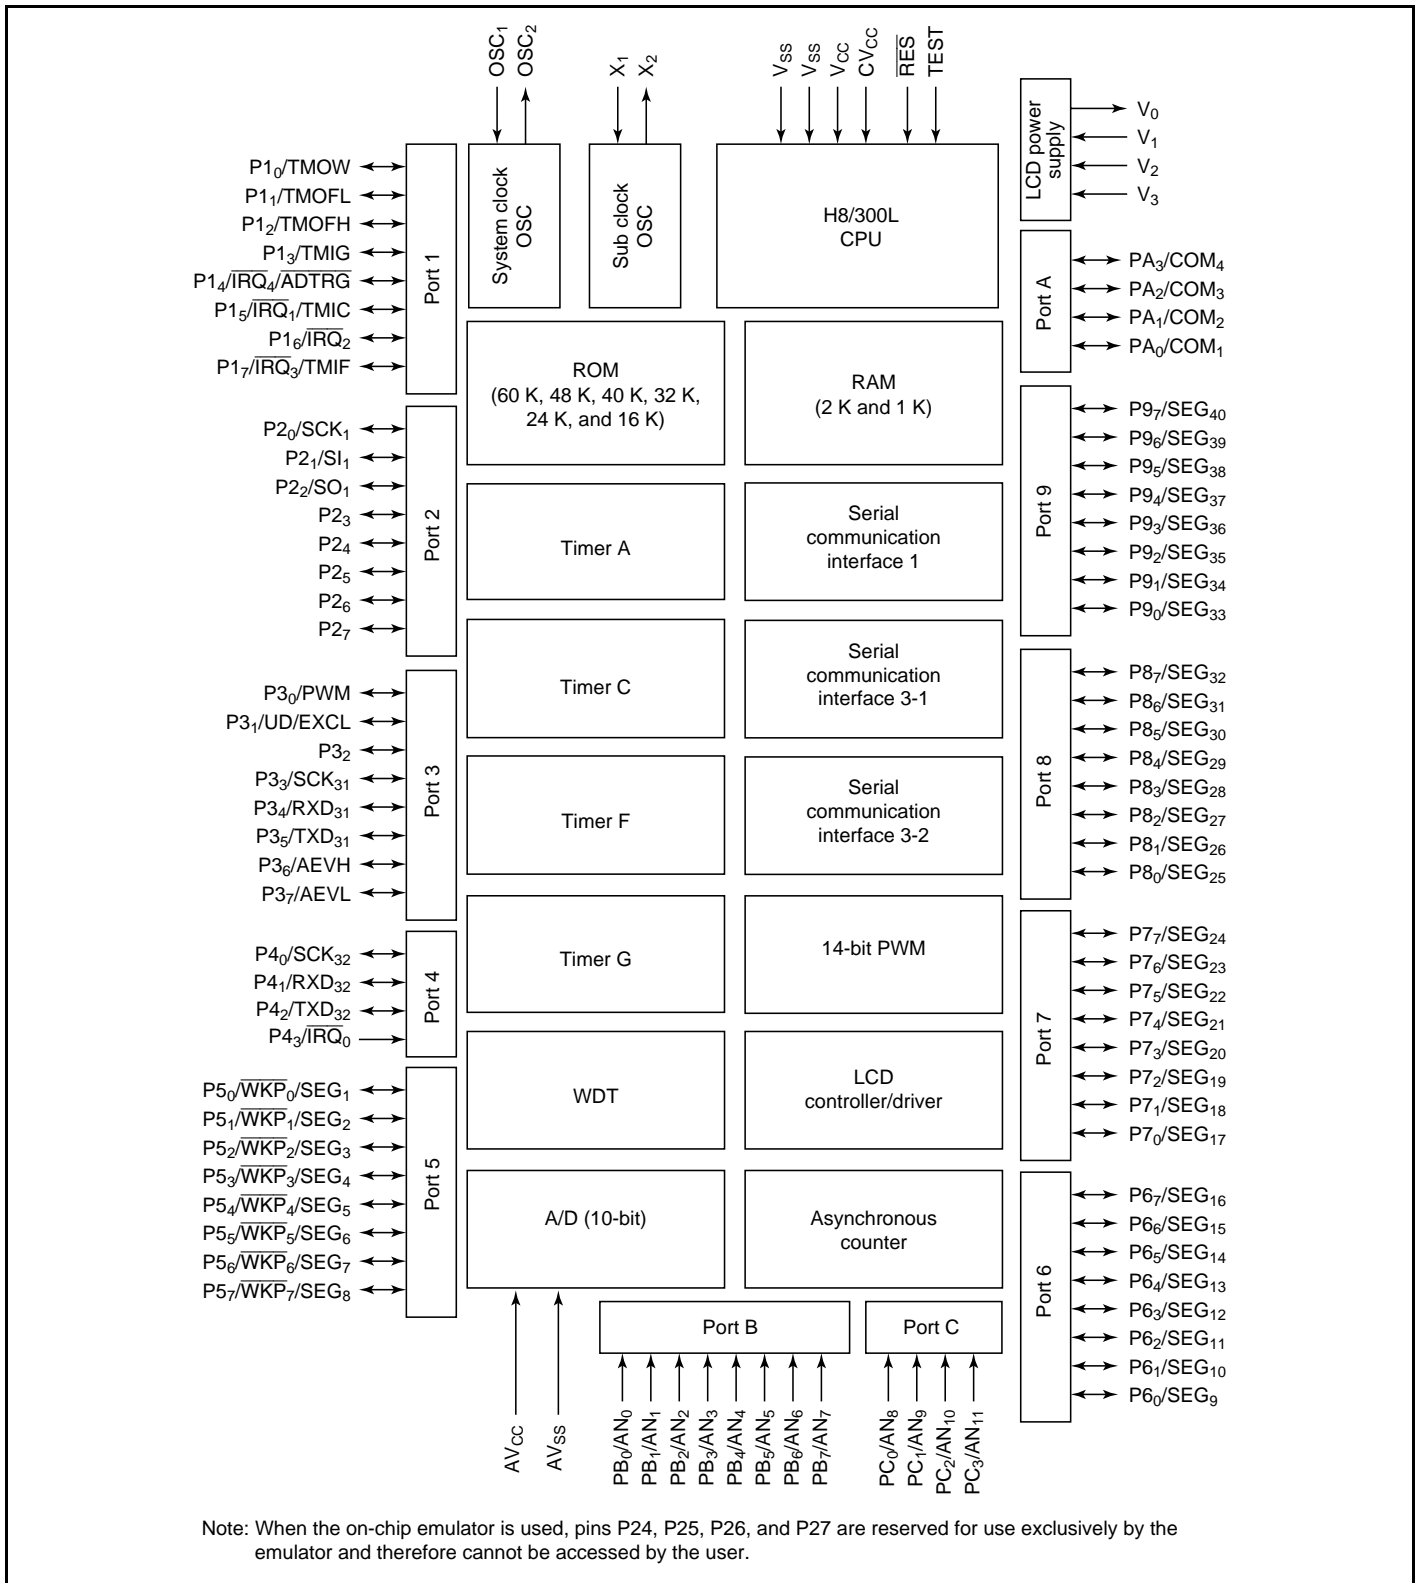 OSC1
OSC2
X1
X2
VSS
VSS
VCC
CVCC
RES
TEST
System clock
OSC
Sub clock
OSC
H8/300L
CPU
LCD power
supply
V0
V1
V2
V3
P10/TMOW
P11/TMOFL
P12/TMOFH
P13/TMIG
P14/IRQ4/ADTRG
P15/IRQ1/TMIC
P16/IRQ2
P17/IRQ3/TMIF
Port 1
Port A
PA3/COM4
PA2/COM3
PA1/COM2
PA0/COM1
ROM
(60 K, 48 K, 40 K, 32 K,
24 K, and 16 K)
RAM
(2 K and 1 K)
P20/SCK1
P21/SI1
P22/SO1
P23
P24
P25
P26
P27
Port 2
Timer A
Serial
communication
interface 1
Port 9
P97/SEG40
P96/SEG39
P95/SEG38
P94/SEG37
P93/SEG36
P92/SEG35
P91/SEG34
P90/SEG33
P30/PWM
P31/UD/EXCL
P32
P33/SCK31
P34/RXD31
P35/TXD31
P36/AEVH
P37/AEVL
Port 3
Timer C
Serial
communication
interface 3-1
Timer F
Serial
communication
interface 3-2
Port 8
P87/SEG32
P86/SEG31
P85/SEG30
P84/SEG29
P83/SEG28
P82/SEG27
P81/SEG26
P80/SEG25
P40/SCK32
P41/RXD32
P42/TXD32
P43/IRQ0
Port 4
Timer G
14-bit PWM
Port 7
P77/SEG24
P76/SEG23
P75/SEG22
P74/SEG21
P73/SEG20
P72/SEG19
P71/SEG18
P70/SEG17
P50/WKP0/SEG1
P51/WKP1/SEG2
P52/WKP2/SEG3
P53/WKP3/SEG4
P54/WKP4/SEG5
P55/WKP5/SEG6
P56/WKP6/SEG7
P57/WKP7/SEG8
Port 5
WDT
LCD
controller/driver
A/D (10-bit)
Asynchronous
counter
Port 6
P67/SEG16
P66/SEG15
P65/SEG14
P64/SEG13
P63/SEG12
P62/SEG11
P61/SEG10
P60/SEG9
Port B
Port C
AVCC
AVSS
PB0/AN0
PB1/AN1
PB2/AN2
PB3/AN3
PB4/AN4
PB5/AN5
PB6/AN6
PB7/AN7
PC0/AN8
PC1/AN9
PC2/AN10
PC3/AN11
Note: When the on-chip emulator is used, pins P24, P25, P26, and P27 are reserved for use exclusively by the
emulator and therefore cannot be accessed by the user.